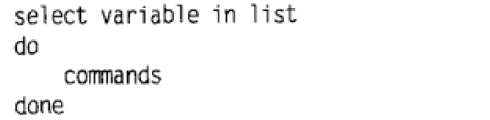 select variable in list
do
    commands
done